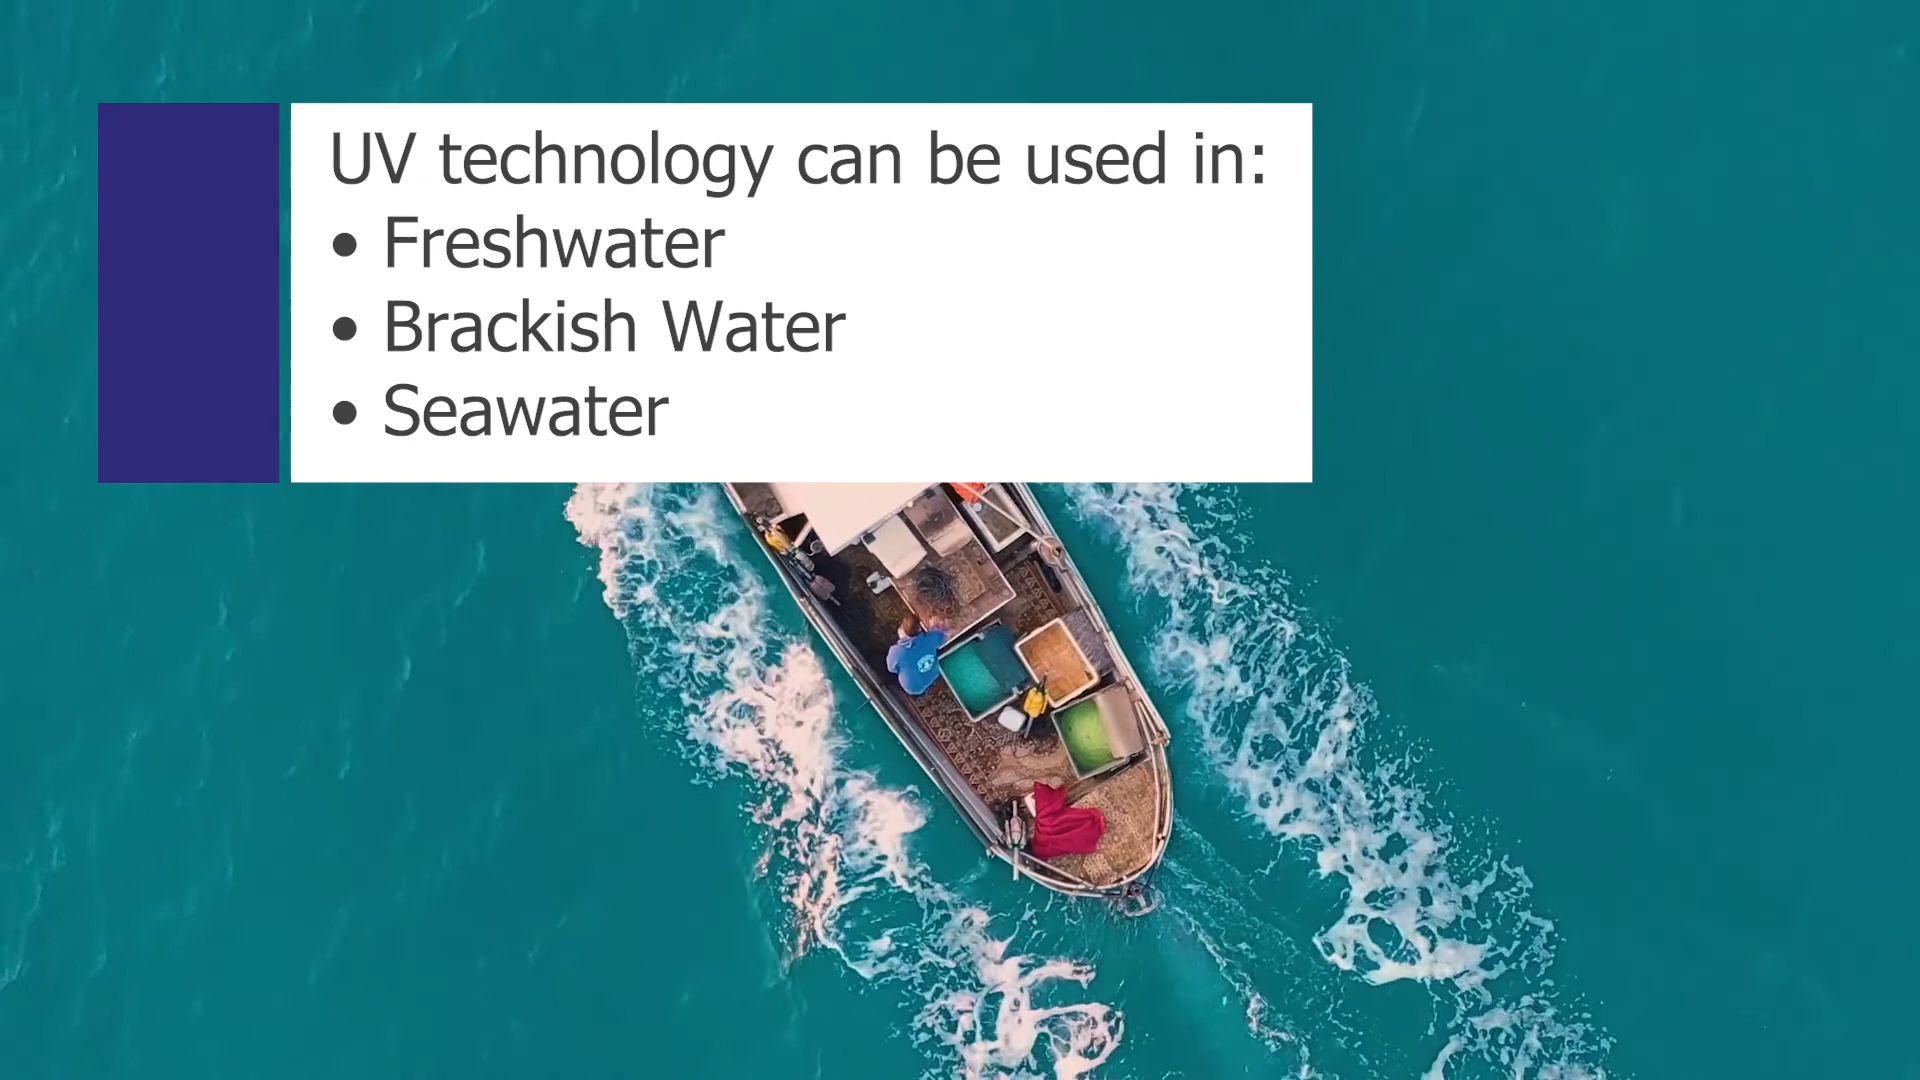 UV technology can be used in:
• Freshwater
• Brackish Water
• Seawater